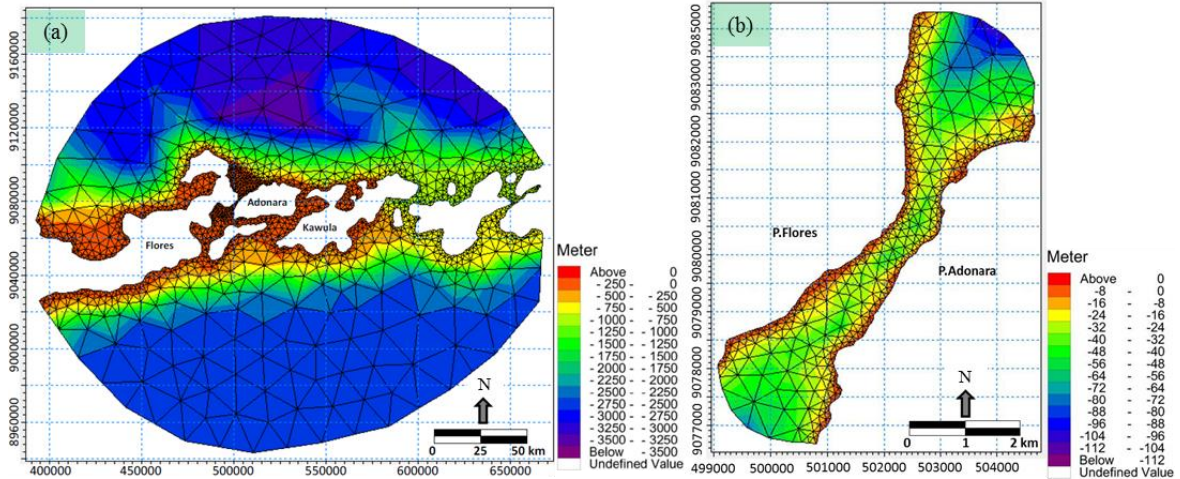 (a)
9160000
9120000
9080000
9040000
9000000
8960000
Adonara
Flores
Kawula
N
0 25 50 km
400000 450000 500000 550000 600000 650000
Meter
Above 0
- 250 - 0
- 500 - - 250
- 750 - - 500
- 1000 - - 750
- 1250 - - 1000
- 1500 - - 1250
- 2000 - - 1500
- 2250 - - 2000
- 2500 - - 2250
- 2750 - - 2500
- 3000 - - 2750
- 3250 - - 3000
- 3500 - - 3250
Below - 3500
Undefined Value
(b)
9085000
9083000
9082000
9081000
9080000
9079000
9078000
9077000
P.Flores
P.Adonara
N
0 1 2 km
499000 500000 501000 502000 503000 504000
Meter
Above 0
-8 - 0
-16 - -8
-24 - -16
-32 - -24
-40 - -32
-48 - -40
-56 - -48
-64 - -56
-72 - -64
-80 - -72
-88 - -80
-96 - -88
-104 - -96
-112 - -104
Below -112
Undefined Value